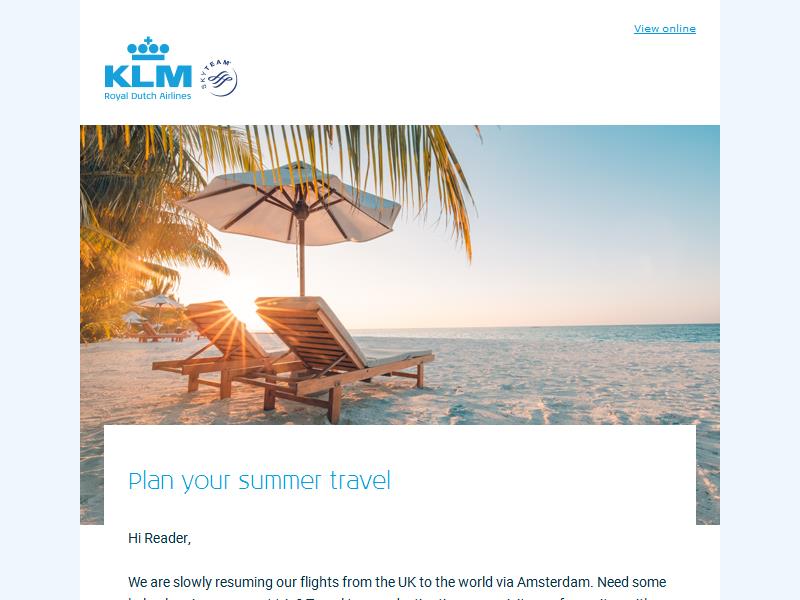 View online
KLM
Royal Dutch Airlines
SKYTEAM
Plan your summer travel
Hi Reader,
We are slowly resuming our flights from the UK to the world via Amsterdam. Need some